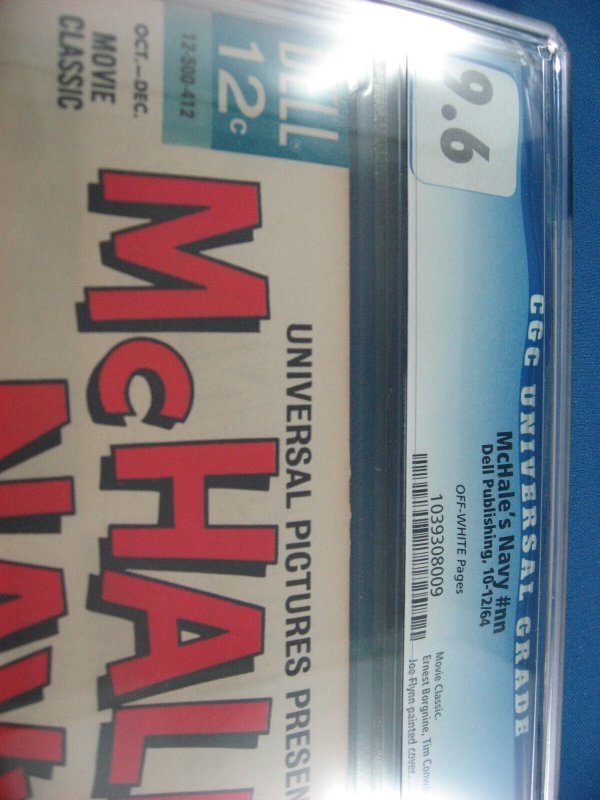 CGC UNIVERSAL GRADE
9.6
McHale's Navy #nn
Dell Publishing, 10-12/64
OFF-WHITE Pages
1039308009
Movie Classic.
Ernest Borgnine, Tim Conway
Joe Flynn painted cover.
DELL
12c
12-500-412
OCT.—DEC.
MOVIE
CLASSIC
UNIVERSAL PICTURES PRESEN
McHAL